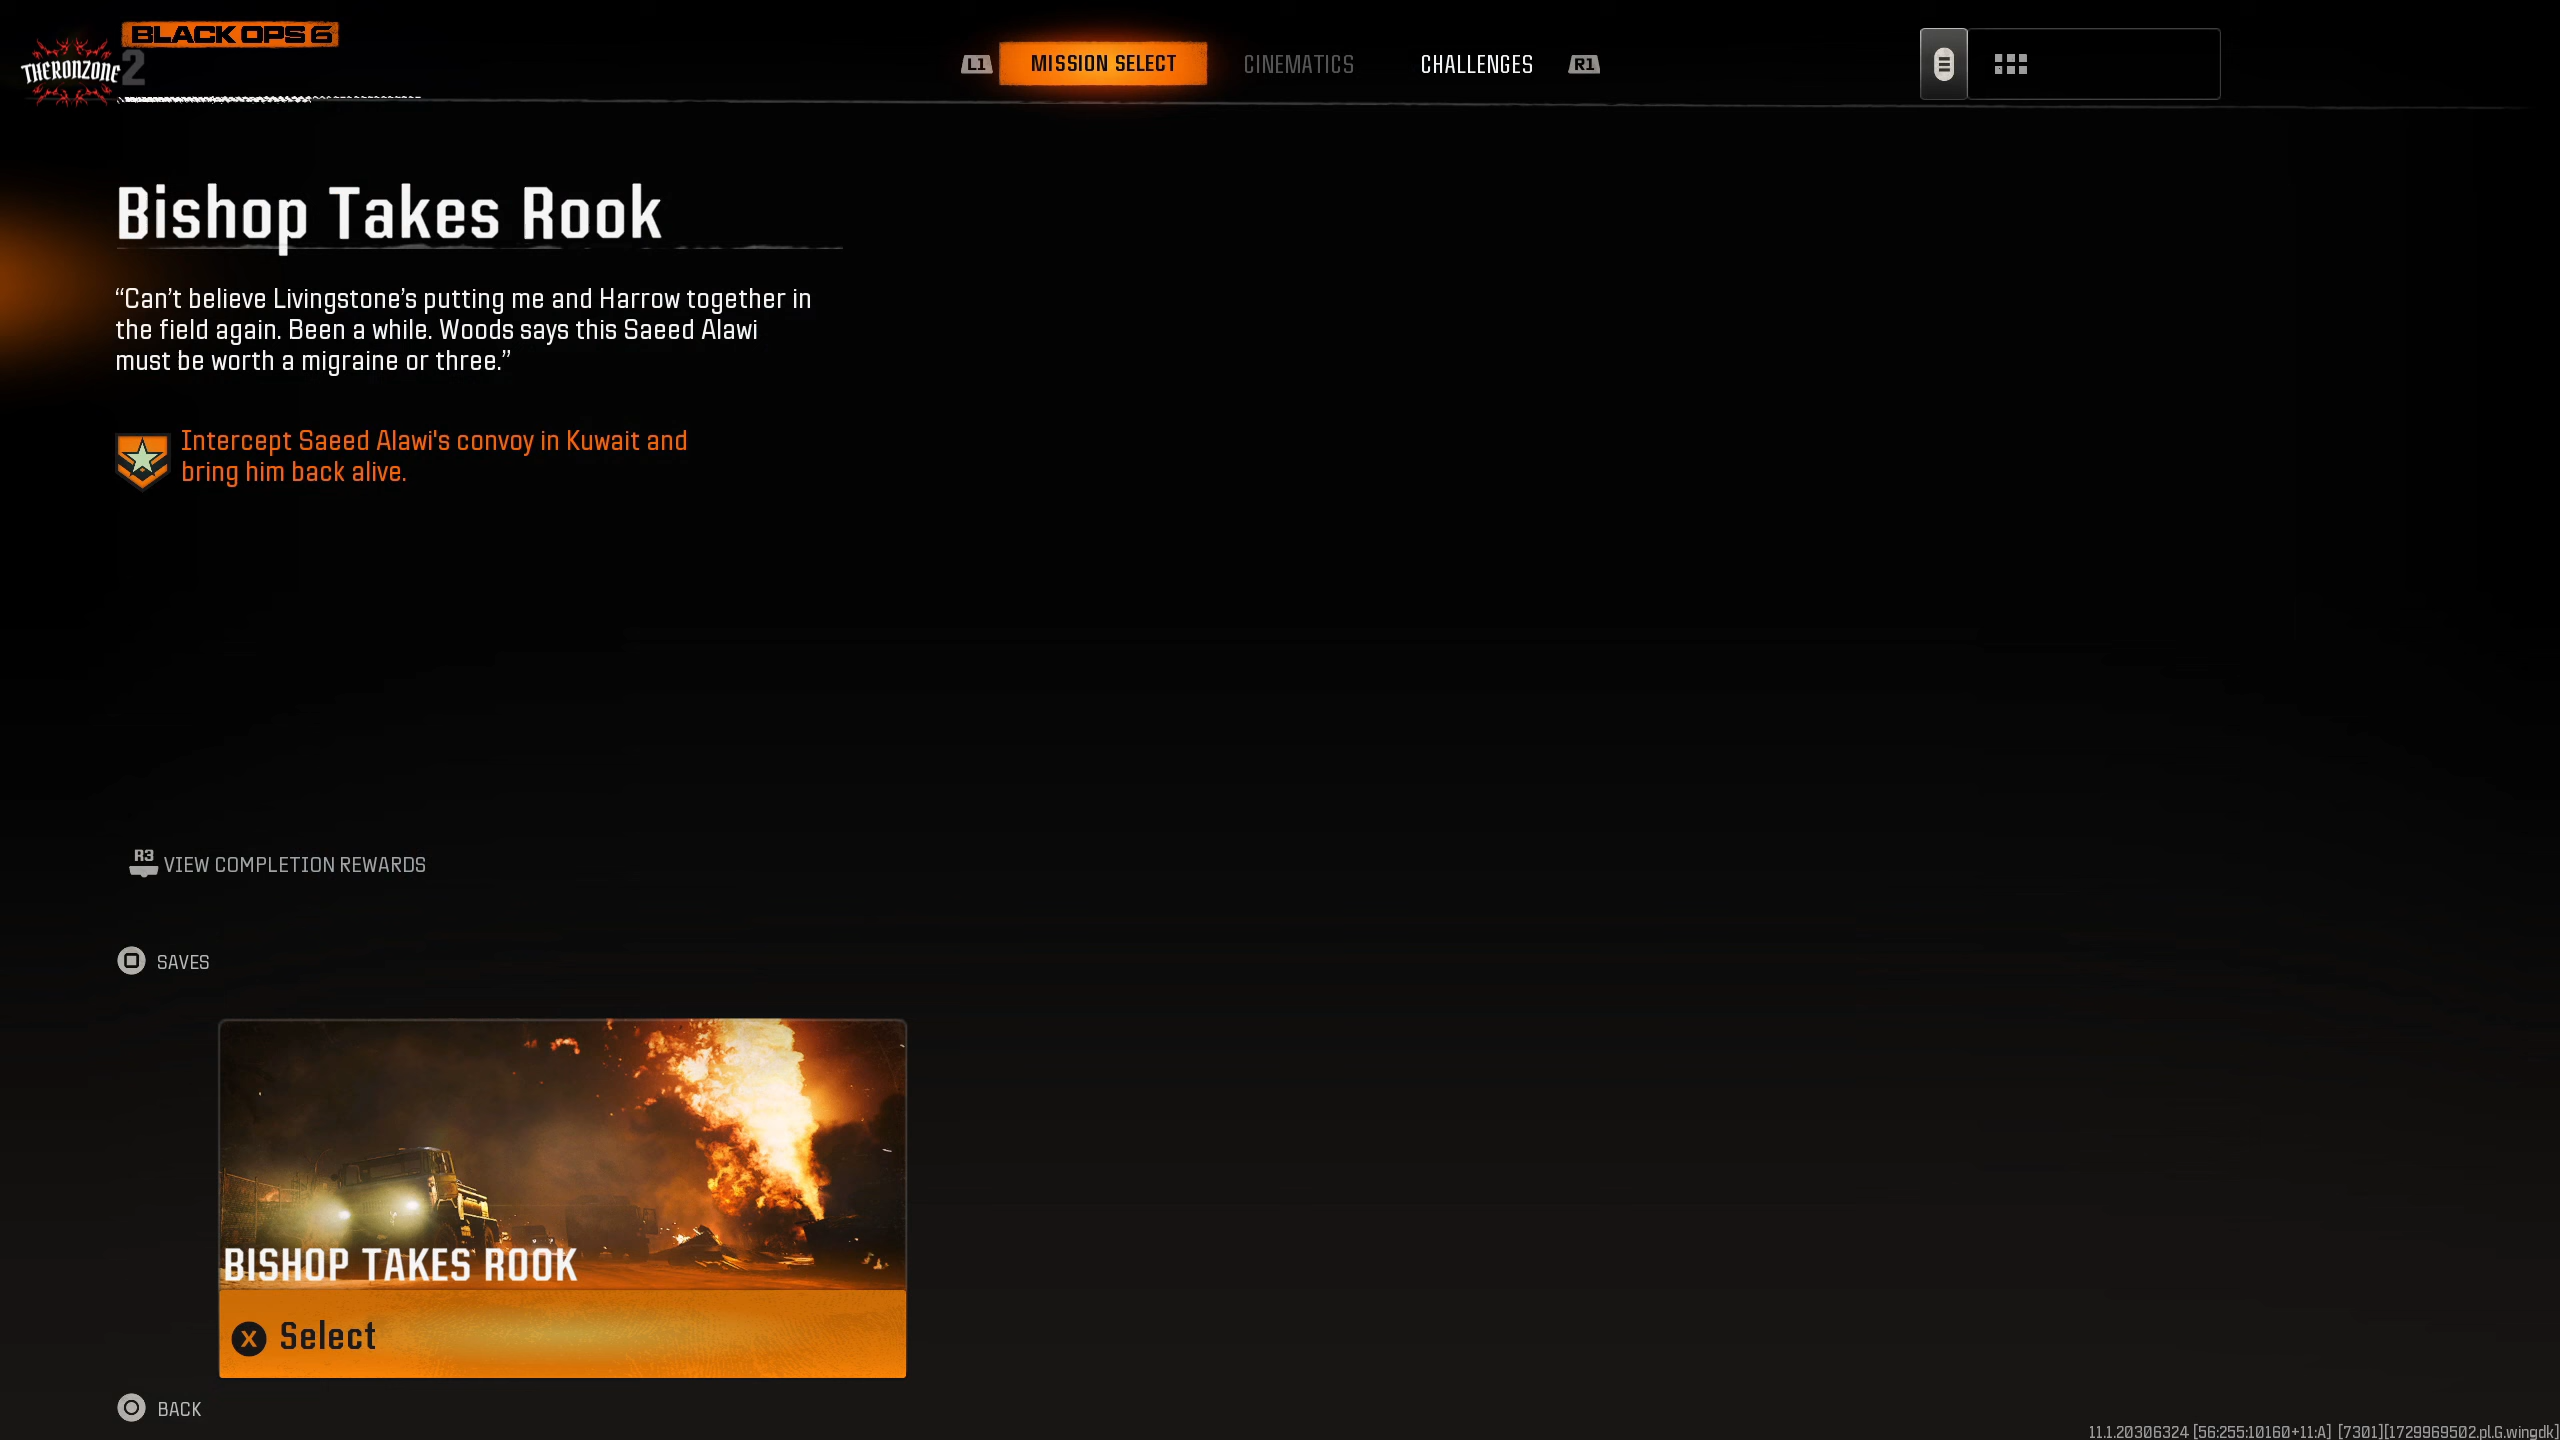 BLACK OPS 6
THERONZONE
2
L1
MISSION SELECT
CINEMATICS
CHALLENGES
R1
Bishop Takes Rook
“Can’t believe Livingstone’s putting me and Harrow together in
the field again. Been a while. Woods says this Saeed Alawi
must be worth a migraine or three.”
Intercept Saeed Alawi's convoy in Kuwait and
bring him back alive.
R3 VIEW COMPLETION REWARDS
SAVES
BISHOP TAKES ROOK
X Select
BACK
11.1.20306324 [56:255:10160+11:A] [7301][1729969502.pl.G.wingdk]